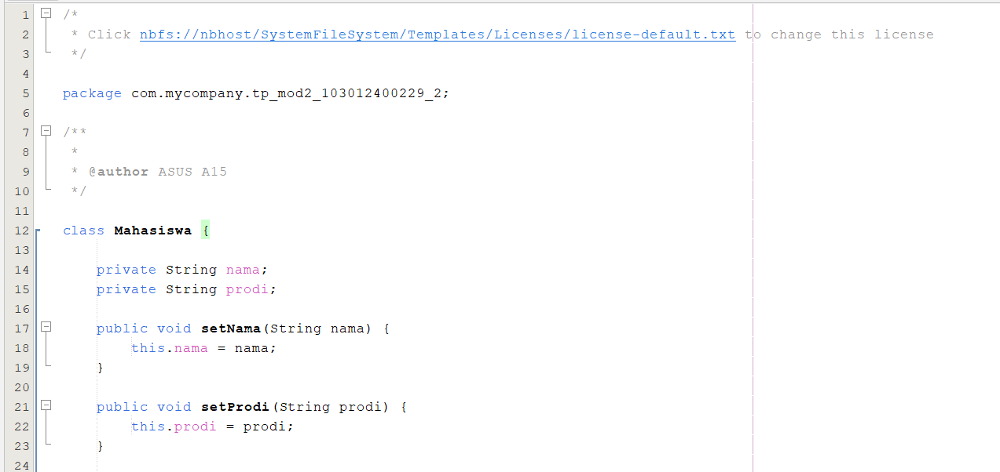 1 /*
2  * Click nbfs://nbhost/SystemFileSystem/Templates/Licenses/license-default.txt to change this license
3  */
4
5 package com.mycompany.tp_mod2_103012400229_2;
6
7 /**
8  *
9  * @author ASUS A15
10  */
11
12 class Mahasiswa {
13
14     private String nama;
15     private String prodi;
16
17     public void setNama(String nama) {
18         this.nama = nama;
19     }
20
21     public void setProdi(String prodi) {
22         this.prodi = prodi;
23     }
24